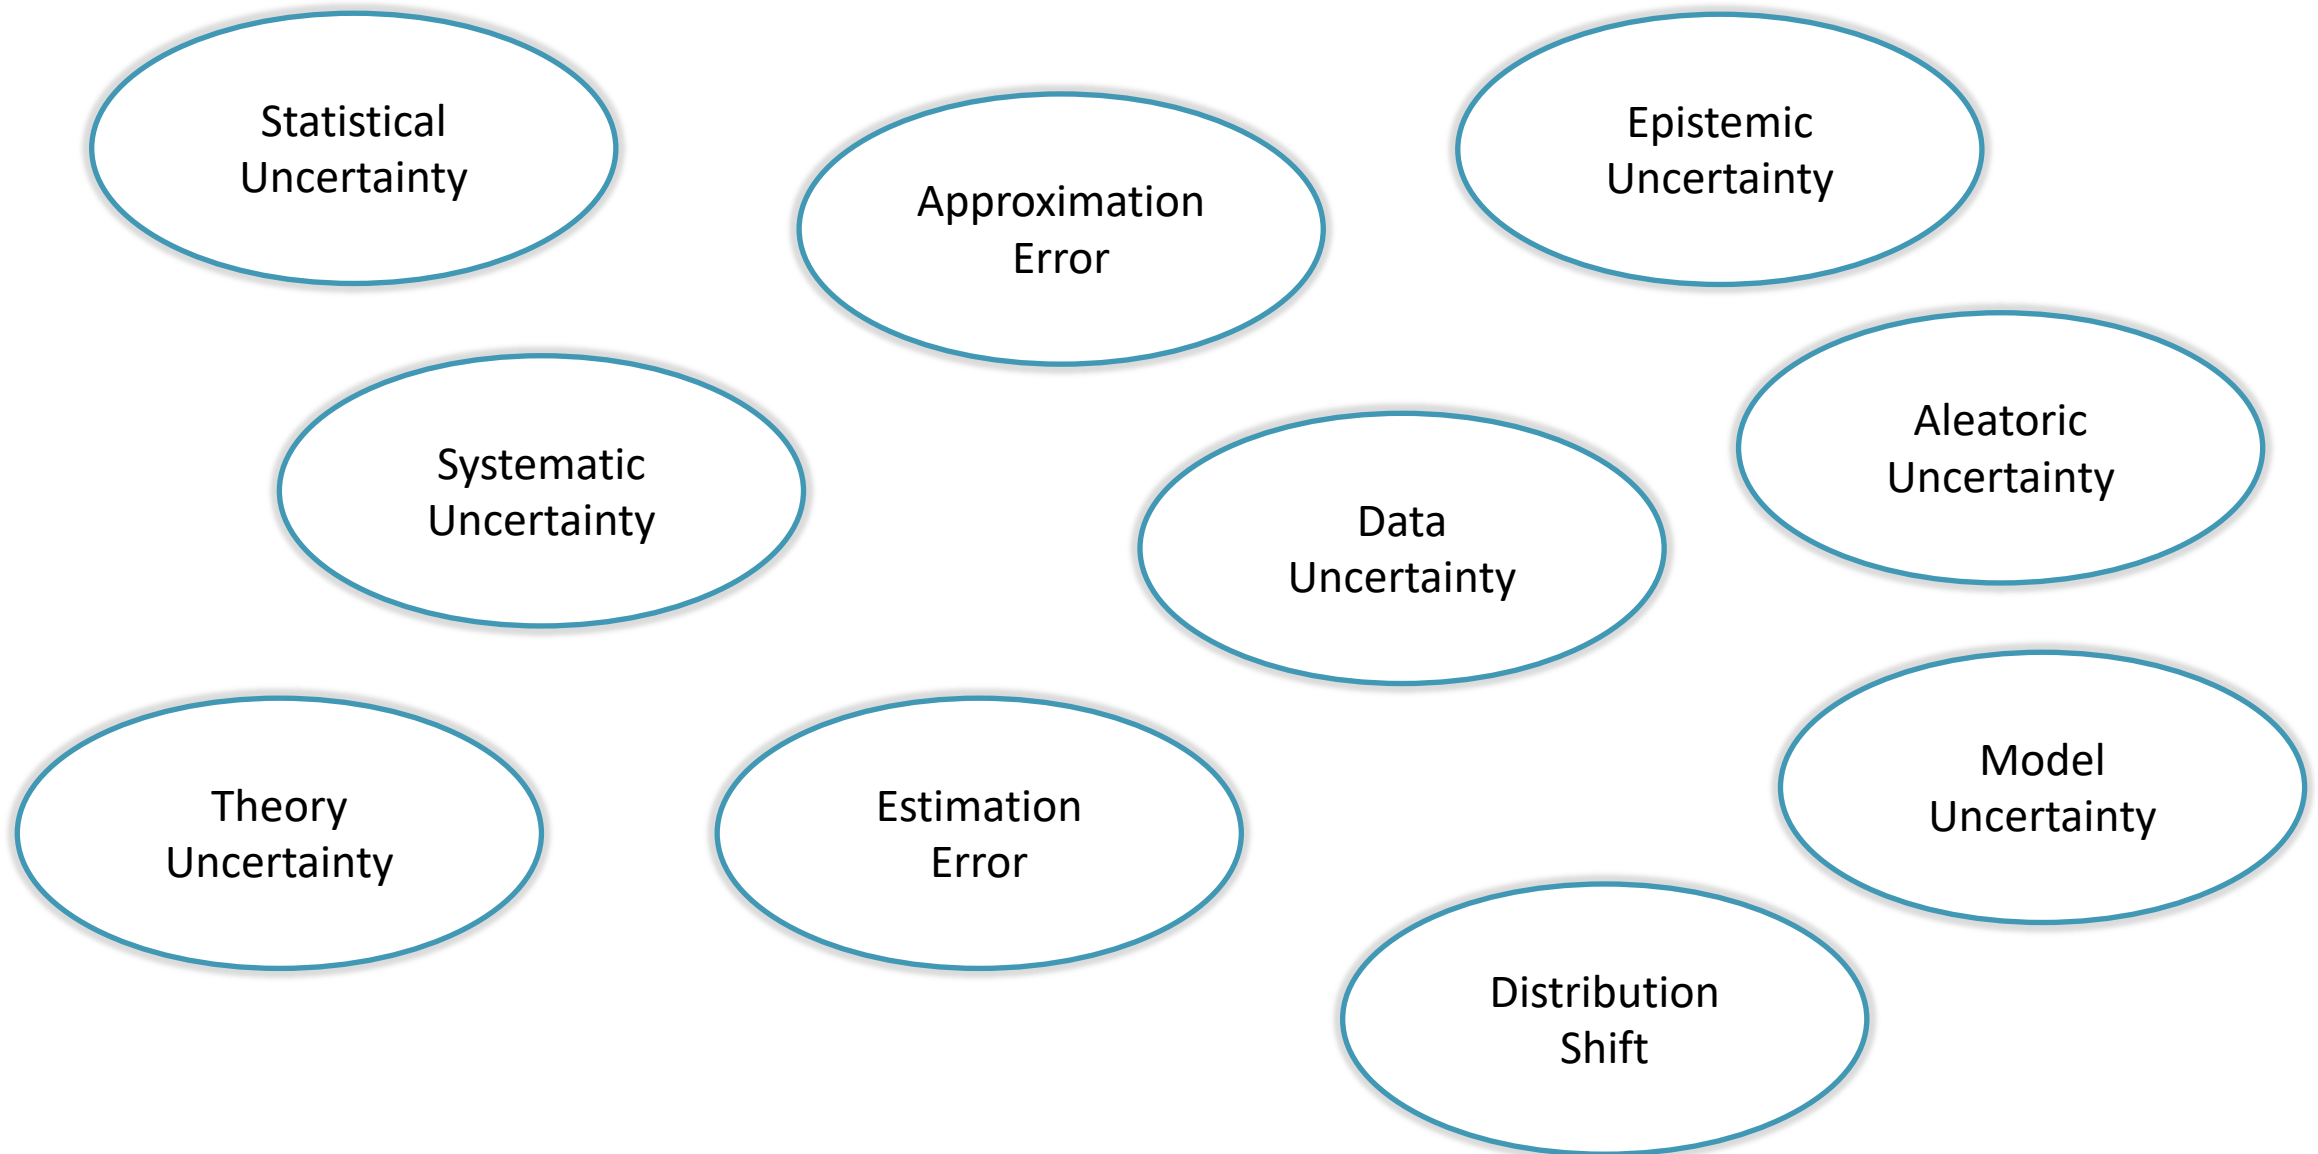 Statistical
Uncertainty
Approximation
Error
Epistemic
Uncertainty
Systematic
Uncertainty
Data
Uncertainty
Aleatoric
Uncertainty
Theory
Uncertainty
Estimation
Error
Model
Uncertainty
Distribution
Shift